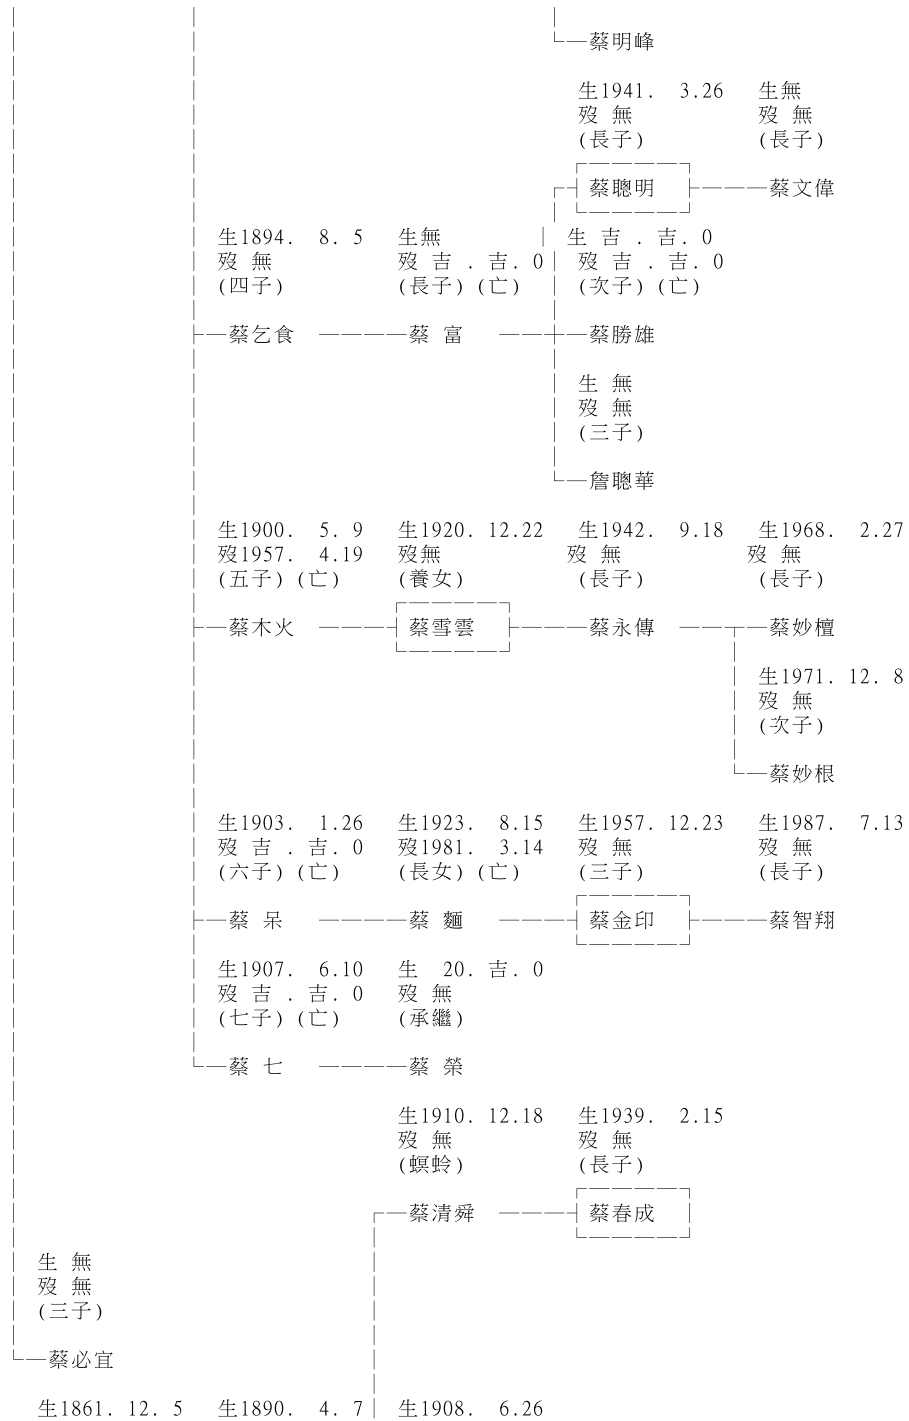 蔡明峰
生1941. 3.26 生無
歿 無 歿 無
(長子) (長子)
蔡聰明 蔡文偉
生1894. 8. 5 生無 生 吉 . 吉. 0
歿 無 歿 吉 . 吉. 0 歿 吉 . 吉. 0
(四子) (長子) (亡) (次子) (亡)
蔡乞食 蔡 富 蔡勝雄
生 無
歿 無
(三子)
詹聰華
生1900. 5. 9 生1920. 12.22 生1942. 9.18 生1968. 2.27
歿1957. 4.19 歿無 歿 無 歿 無
(五子) (亡) (養女) (長子) (長子)
蔡木火 蔡雪雲 蔡永傳 蔡妙檀
生1971. 12. 8
歿 無
(次子)
蔡妙根
生1903. 1.26 生1923. 8.15 生1957. 12.23 生1987. 7.13
歿 吉 . 吉. 0 歿1981. 3.14 歿 無 歿 無
(六子) (亡) (長女) (亡) (三子) (長子)
蔡 呆 蔡 麵 蔡金印 蔡智翔
生1907. 6.10 生 20. 吉. 0
歿 吉 . 吉. 0 歿 無
(七子) (亡) (承繼)
蔡 七 蔡 榮
生1910. 12.18 生1939. 2.15
歿 無 歿 無
(螟蛉) (長子)
蔡清舜 蔡春成
生 無
歿 無
(三子)
蔡必宜
生1861. 12. 5 生1890. 4. 7 生1908. 6.26